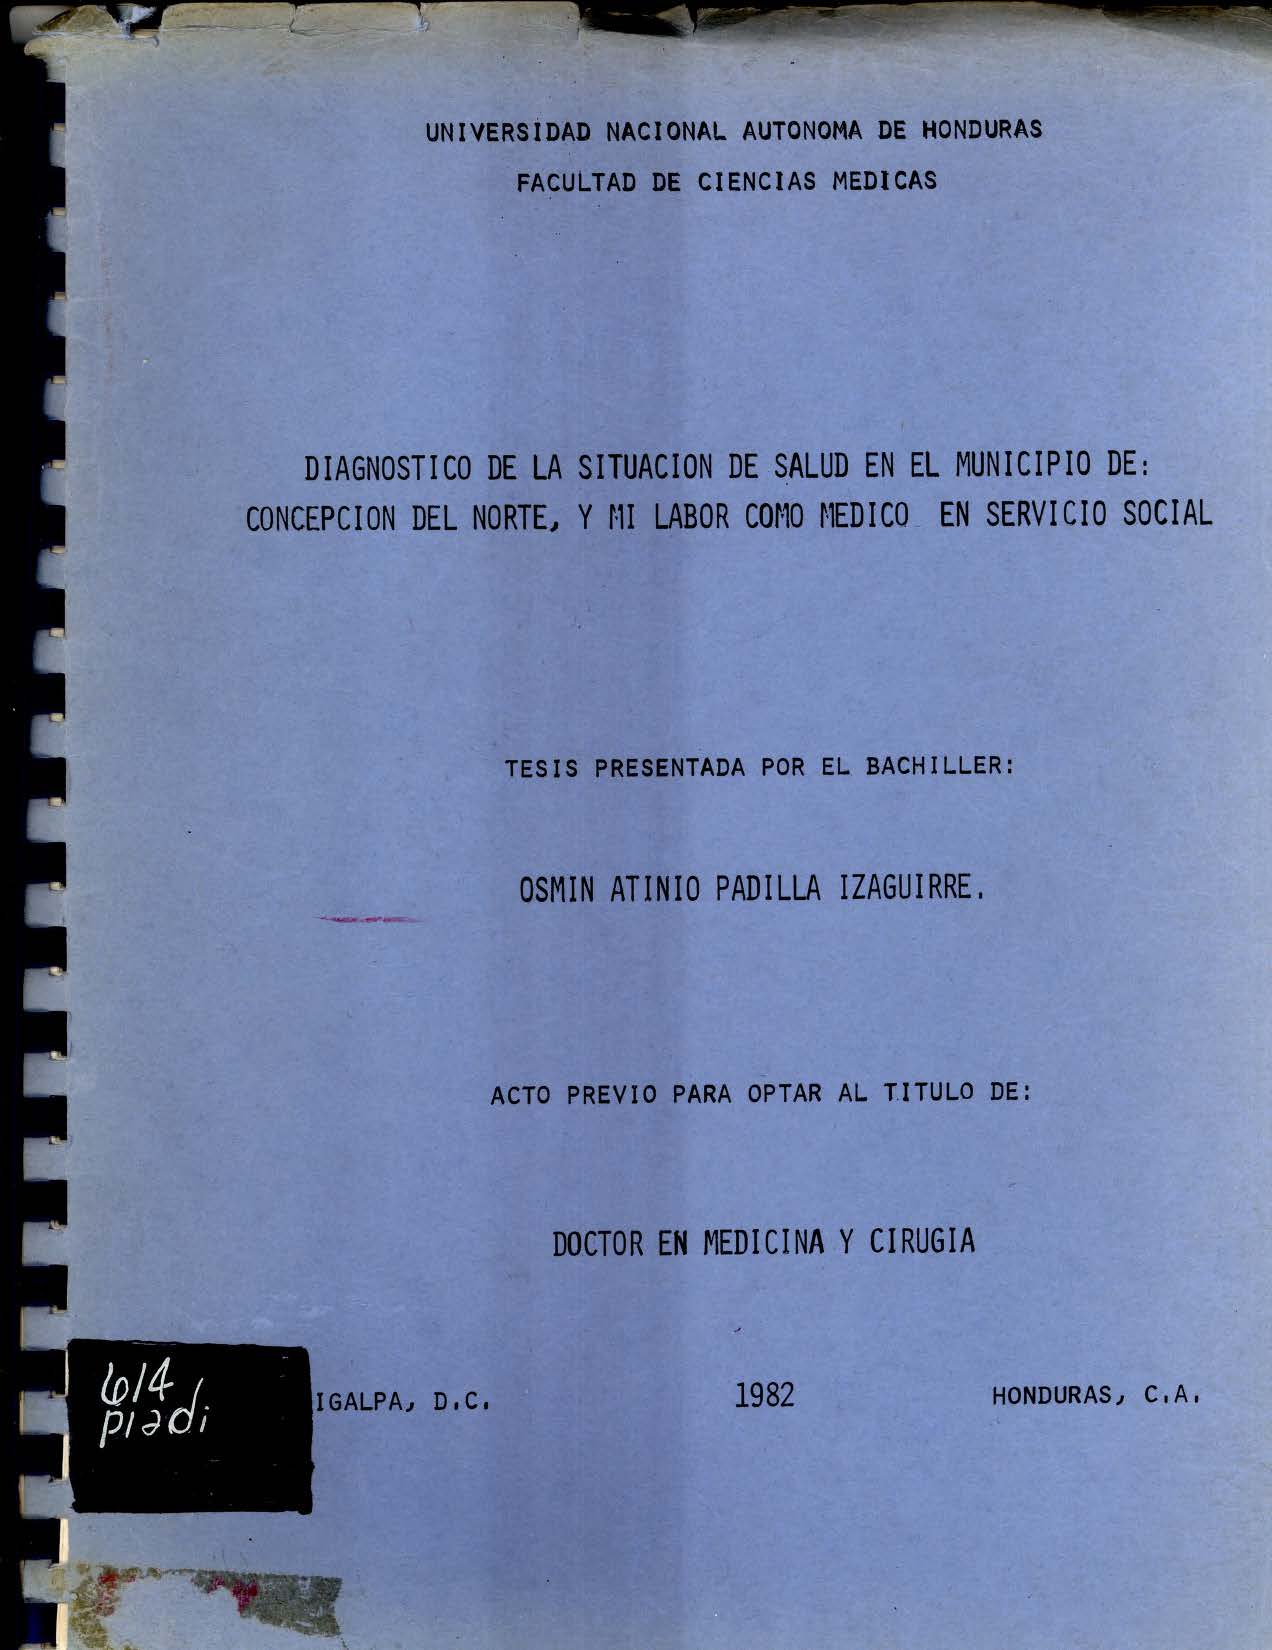 UNIVERSIDAD NACIONAL AUTONOMA DE HONDURAS
FACULTAD DE CIENCIAS MEDICAS
DIAGNOSTICO DE LA SITUACION DE SALUD EN EL MUNICIPIO DE:
CONCEPCION DEL NORTE, Y MI LABOR COMO MEDICO EN SERVICIO SOCIAL
TESIS PRESENTADA POR EL BACHILLER:
OSMIN ATINIO PADILLA IZAGUIRRE.
ACTO PREVIO PARA OPTAR AL TITULO DE:
DOCTOR EN MEDICINA Y CIRUGIA
614
IGALPA, D.C. 1982 HONDURAS, C.A.